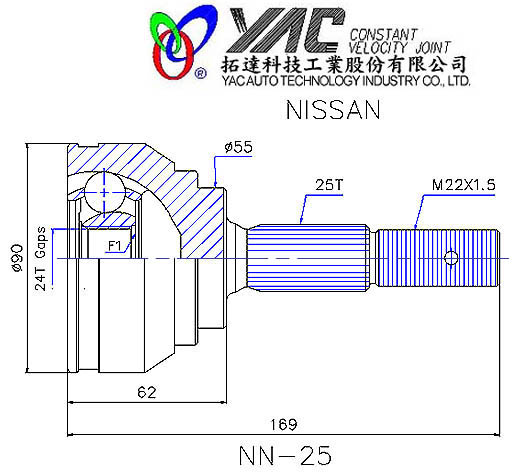 YAC CONSTANT
VELOCITY JOINT
®
拓達科技工業股份有限公司
YAC AUTO TECHNOLOGY INDUSTRY CO., LTD.
NISSAN
ø55
25T
M22X1.5
ø90
24T Gaps
F1
62
169
NN-25